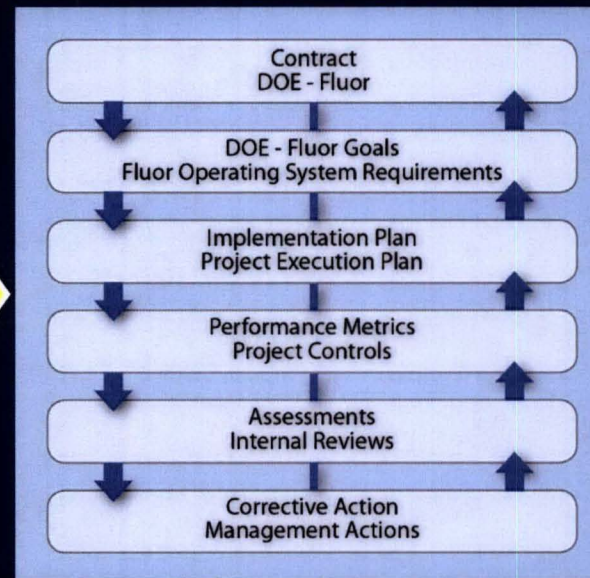 Contract
DOE - Fluor
DOE - Fluor Goals
Fluor Operating System Requirements
Implementation Plan
Project Execution Plan
Performance Metrics
Project Controls
Assessments
Internal Reviews
Corrective Action
Management Actions